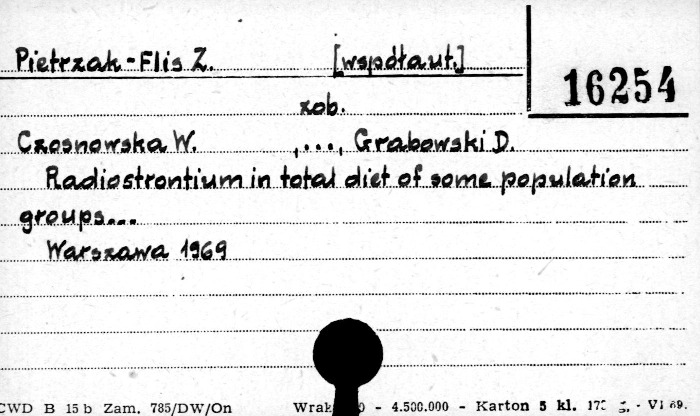 Pietrzak-Flis Z. [współaut.]
16254
zob.
Czosnowska W. ,..., Grabowski D.
Radiostrontium in total diet of some population
groups...
Warszawa 1969
CWD B 15 b Zam. 785/DW/On - 4.500.000 - Karton 5 kl. - VI 69.